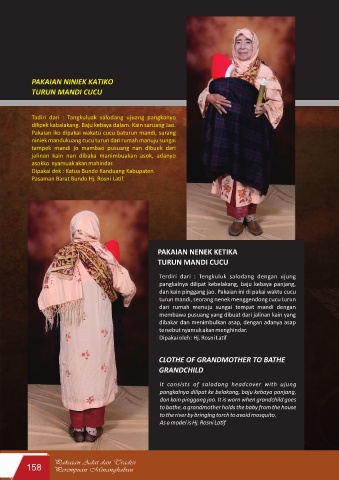 PAKAIAN NINIEK KATIKO
TURUN MANDI CUCU
Tadiri dari : Tangkuluak salodang ujuang pangkanyo
dilipek kabalakang. Baju kebaya dalam. Kain saruang Jao.
Pakaian iko dipakai wakatu cucu baturun mandi, surang
niniek mandukuang cucu turun dari rumah manuju sungai
tampek mandi jo mambao pusuang nan dibuek dari
jalinan kain nan dibaka manimbuakan asok, adanyo
asokko nyamuak akan mahindar.
Dipakai dek : Katua Bundo Kanduang Kabupaten
Pasaman Barat Bundo Hj. Rosni Latif.
PAKAIAN NENEK KETIKA
TURUN MANDI CUCU
Terdiri dari : Tengkuluk salodang dengan ujung
pangkalnya dilipat kebelakang, baju kebaya panjang,
dan kain pinggang jao. Pakaian ini di pakai waktu cucu
turun mandi, seorang nenek menggendong cucu turun
dari rumah menuju sungai tempat mandi dengan
membawa pusuang yang dibuat dari jalinan kain yang
dibakar dan menimbulkan asap, dengan adanya asap
tersebut nyamuk akan menghindar.
Dipakai oleh : Hj. Rosni Latif
CLOTHE OF GRANDMOTHER TO BATHE
GRANDCHILD
It consists of salodang headcover with ujung
pangkalnya dilipat ke belakang, baju kebaya panjang,
dan kain pinggang jao. It is worn when grandchild goes
to bathe, a grandmother holds the baby from the house
to the river by bringing torch to avoid mosquito.
As a model is Hj. Rosni Latif
158
Pakaian Adat dan Tradisi
Perempuan Minangkabau